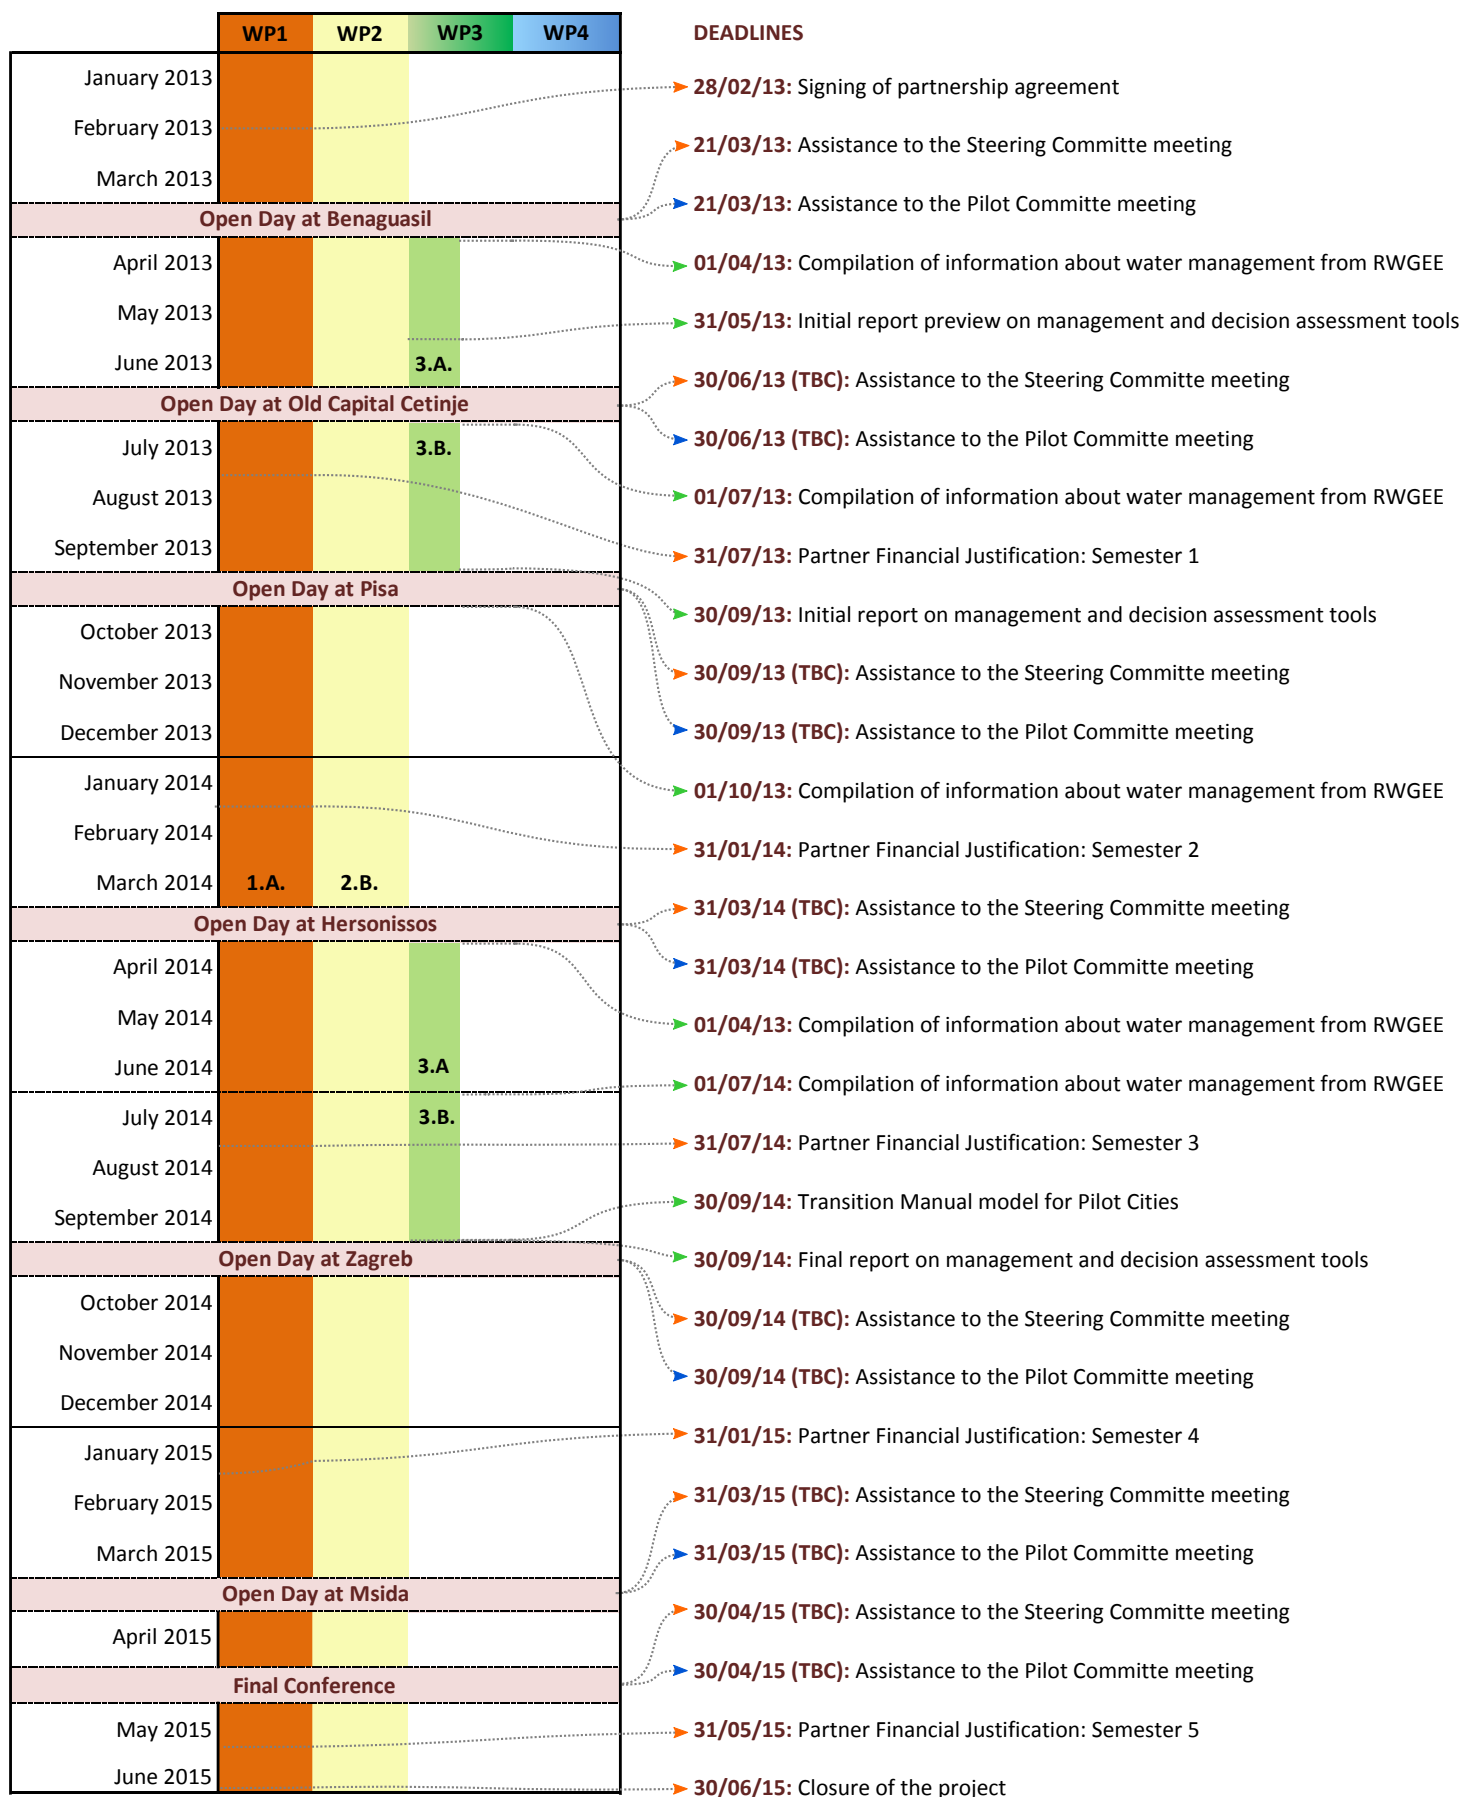 WP1 WP2 WP3 WP4 DEADLINES
January 2013
28/02/13: Signing of partnership agreement
February 2013
21/03/13: Assistance to the Steering Committe meeting
March 2013
21/03/13: Assistance to the Pilot Committe meeting
Open Day at Benaguasil
April 2013
01/04/13: Compilation of information about water management from RWGEE
May 2013
31/05/13: Initial report preview on management and decision assessment tools
June 2013 3.A.
30/06/13 (TBC): Assistance to the Steering Committe meeting
Open Day at Old Capital Cetinje
30/06/13 (TBC): Assistance to the Pilot Committe meeting
July 2013 3.B.
01/07/13: Compilation of information about water management from RWGEE
August 2013
September 2013
31/07/13: Partner Financial Justification: Semester 1
Open Day at Pisa
30/09/13: Initial report on management and decision assessment tools
October 2013
30/09/13 (TBC): Assistance to the Steering Committe meeting
November 2013
30/09/13 (TBC): Assistance to the Pilot Committe meeting
December 2013
January 2014
01/10/13: Compilation of information about water management from RWGEE
February 2014
31/01/14: Partner Financial Justification: Semester 2
March 2014 1.A. 2.B.
31/03/14 (TBC): Assistance to the Steering Committe meeting
Open Day at Hersonissos
April 2014
31/03/14 (TBC): Assistance to the Pilot Committe meeting
May 2014
01/04/13: Compilation of information about water management from RWGEE
June 2014 3.A
01/07/14: Compilation of information about water management from RWGEE
July 2014 3.B.
31/07/14: Partner Financial Justification: Semester 3
August 2014
30/09/14: Transition Manual model for Pilot Cities
September 2014
Open Day at Zagreb
30/09/14: Final report on management and decision assessment tools
October 2014
30/09/14 (TBC): Assistance to the Steering Committe meeting
November 2014
30/09/14 (TBC): Assistance to the Pilot Committe meeting
December 2014
31/01/15: Partner Financial Justification: Semester 4
January 2015
31/03/15 (TBC): Assistance to the Steering Committe meeting
February 2015
March 2015
31/03/15 (TBC): Assistance to the Pilot Committe meeting
Open Day at Msida
30/04/15 (TBC): Assistance to the Steering Committe meeting
April 2015
30/04/15 (TBC): Assistance to the Pilot Committe meeting
Final Conference
May 2015
31/05/15: Partner Financial Justification: Semester 5
June 2015
30/06/15: Closure of the project